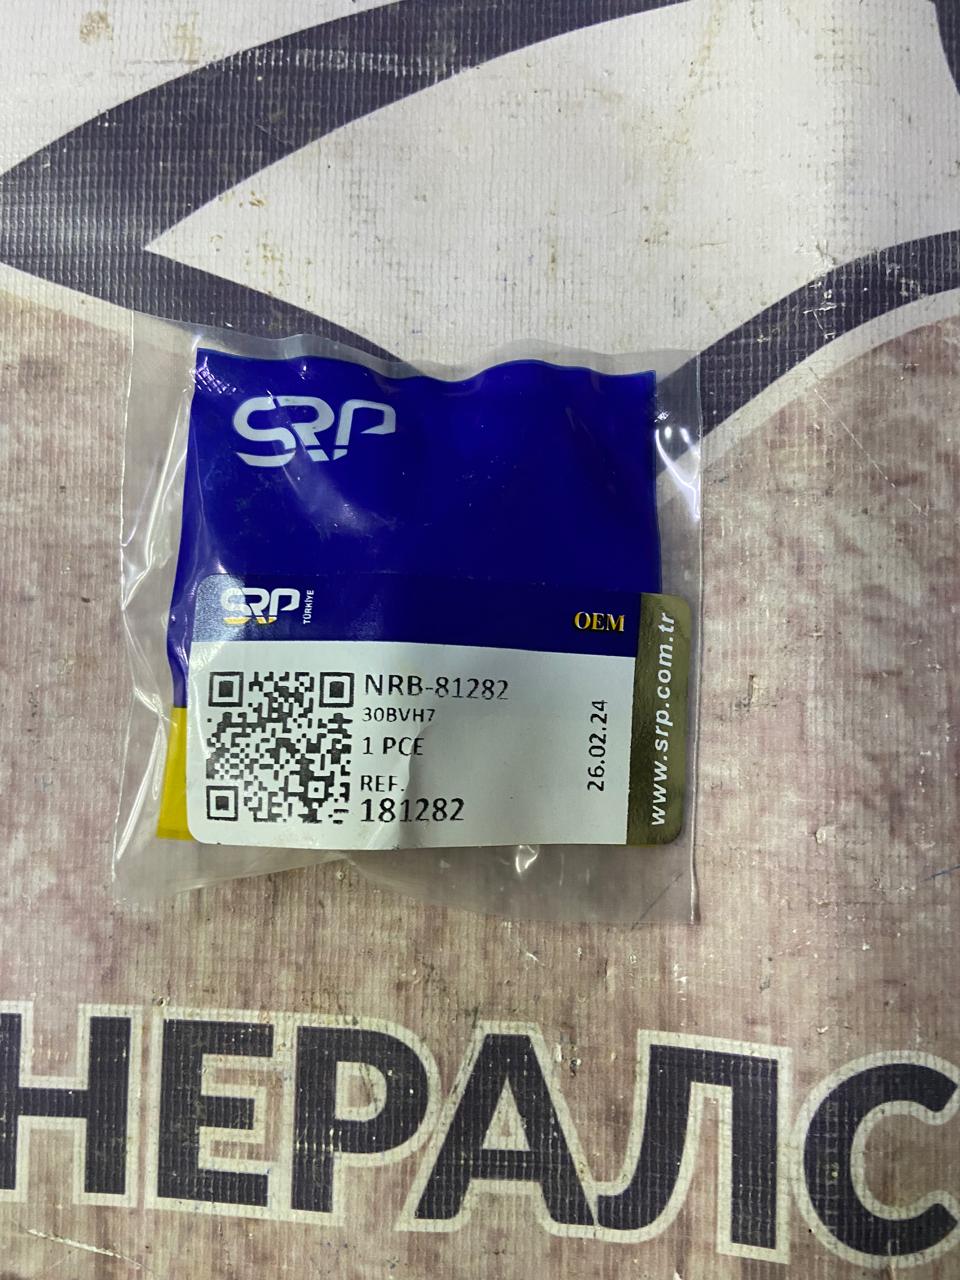 SRP
SRP TÜRKİYE
OEM
NRB-81282
30BVH7
1 PCE
REF.
181282
26.02.24
www.srp.com.tr
НЕРАЛС